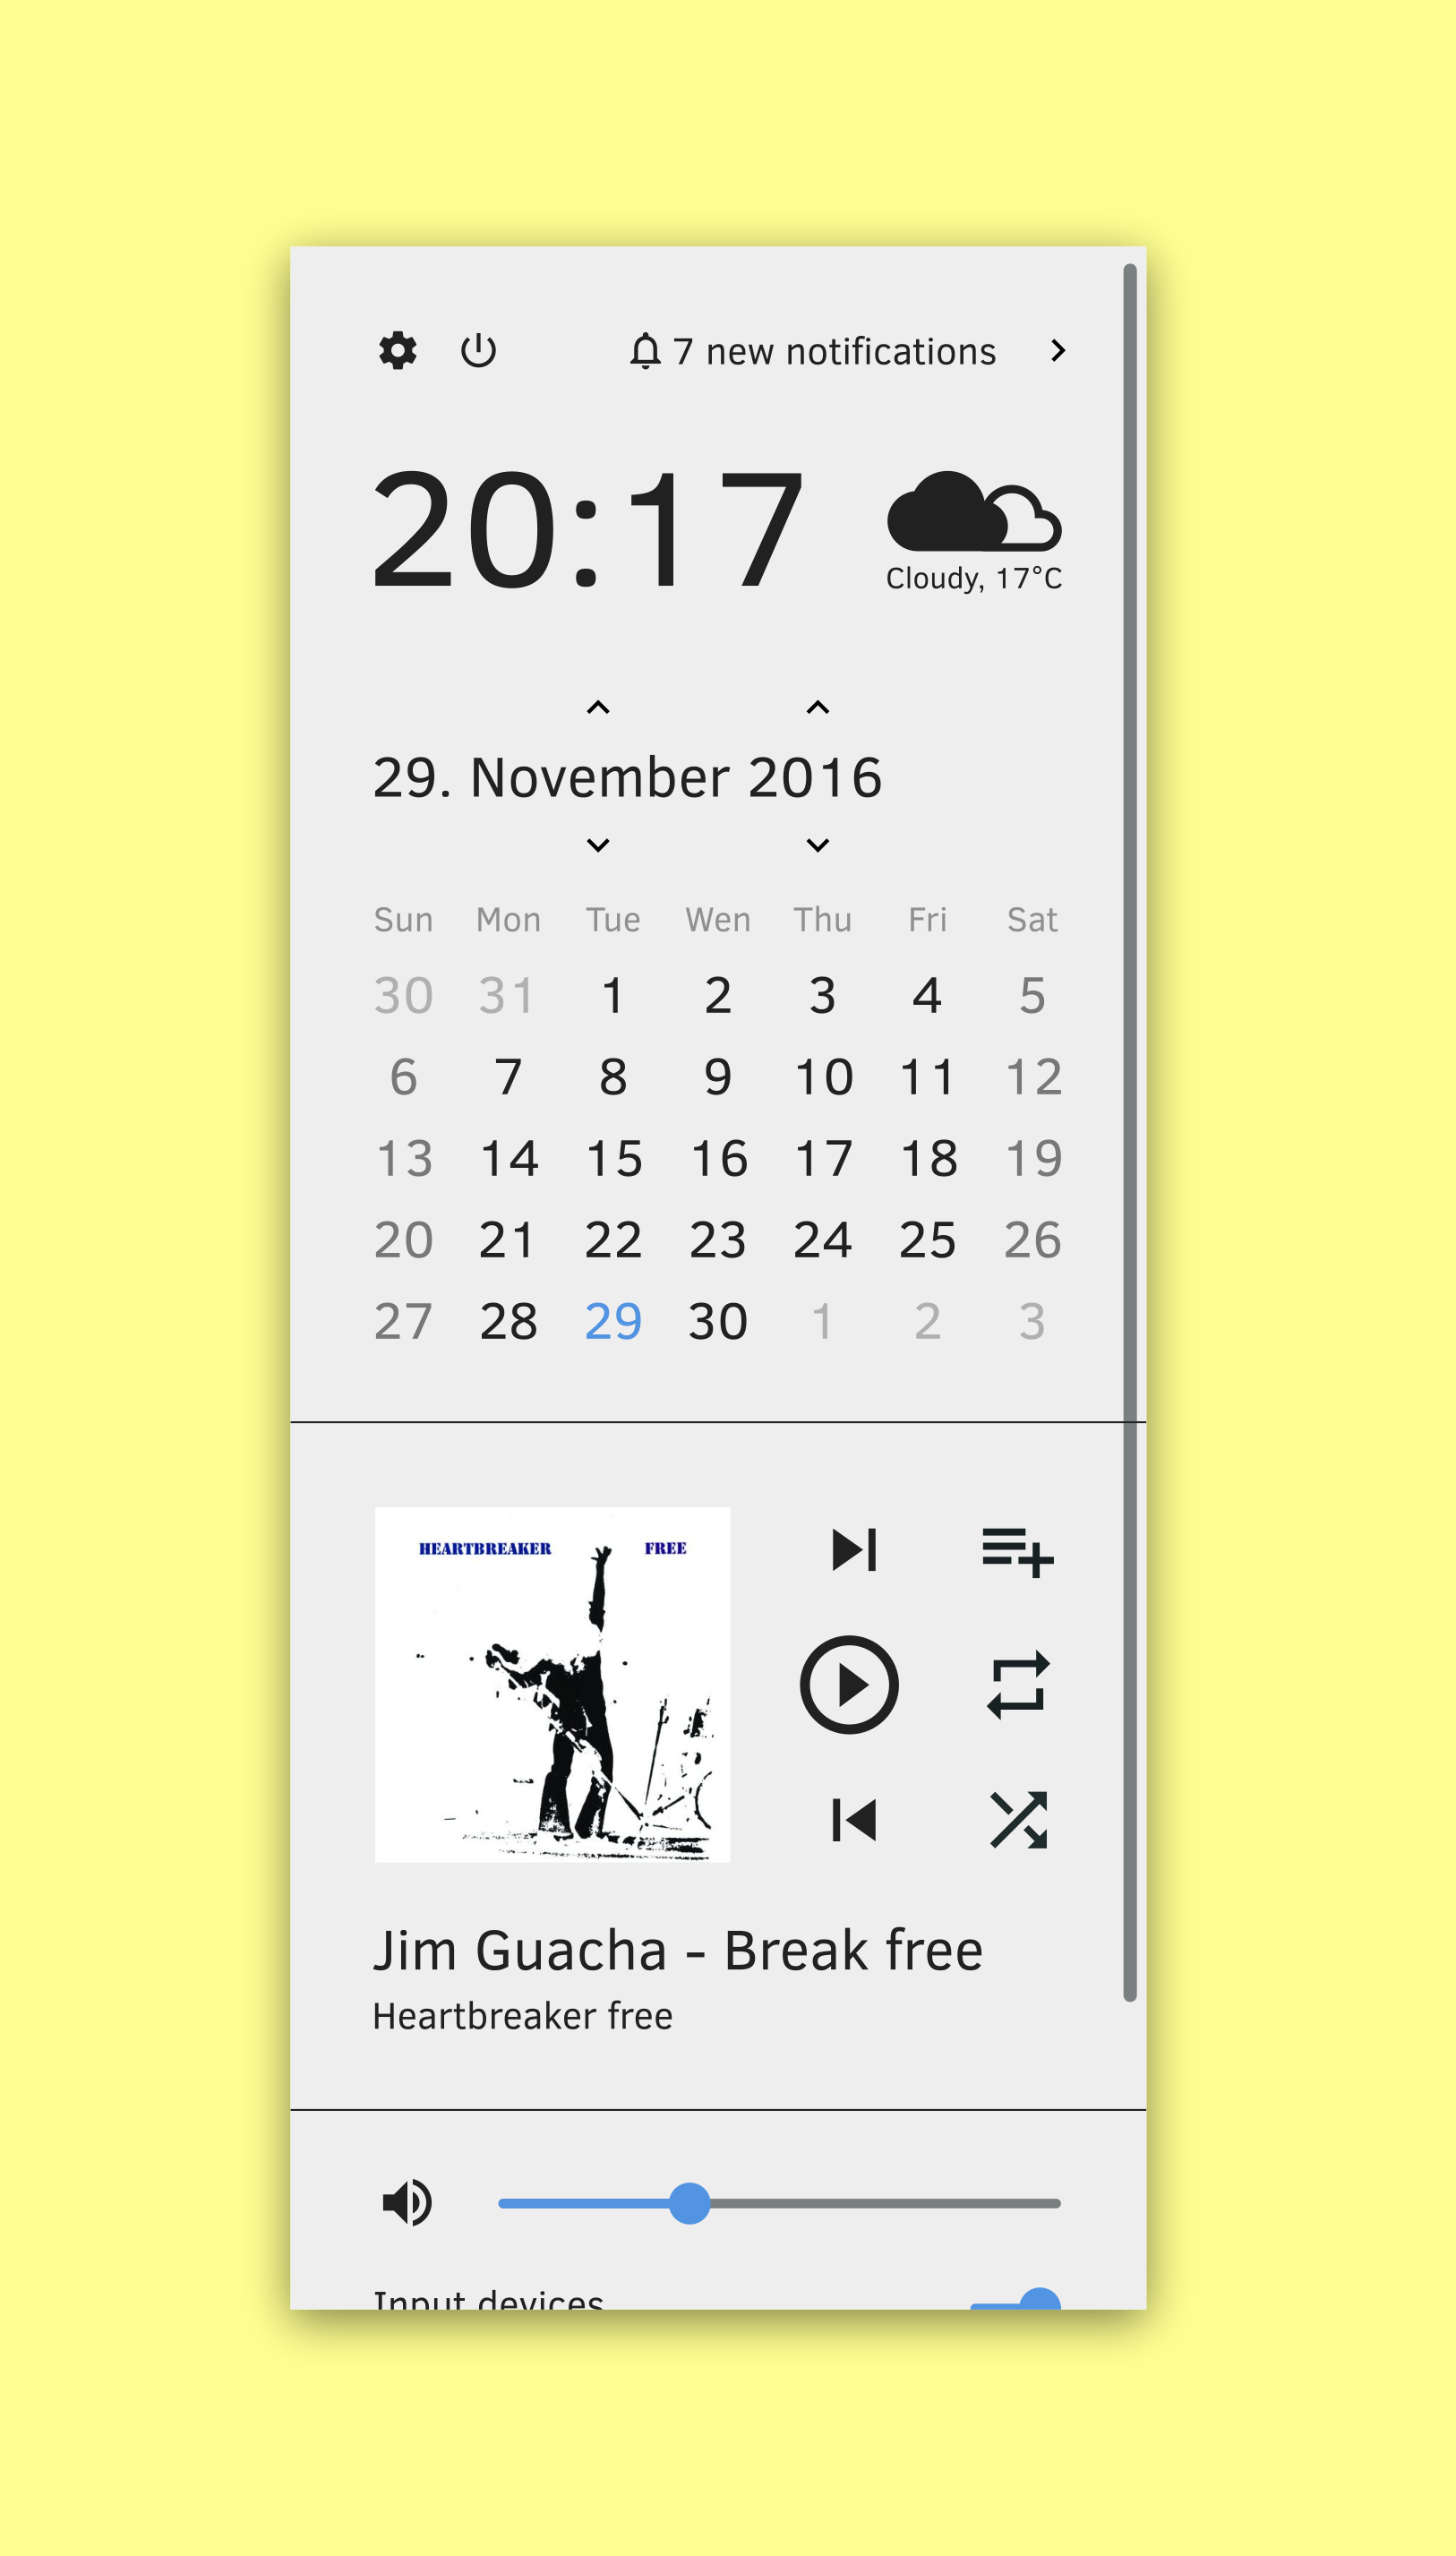 7 new notifications
20:17
Cloudy, 17°C
29. November 2016
Sun Mon Tue Wen Thu Fri Sat
30 31 1 2 3 4 5
6 7 8 9 10 11 12
13 14 15 16 17 18 19
20 21 22 23 24 25 26
27 28 29 30 1 2 3
HEARTBREAKER FREE
Jim Guacha - Break free
Heartbreaker free
Input devices